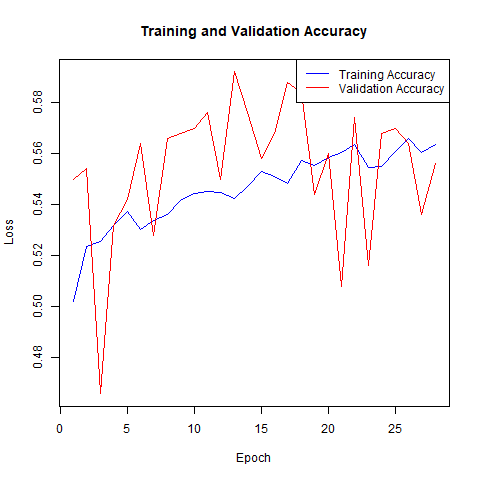 Training and Validation Accuracy
Training Accuracy
Validation Accuracy
Loss
0.58
0.56
0.54
0.52
0.50
0.48
0 5 10 15 20 25
Epoch